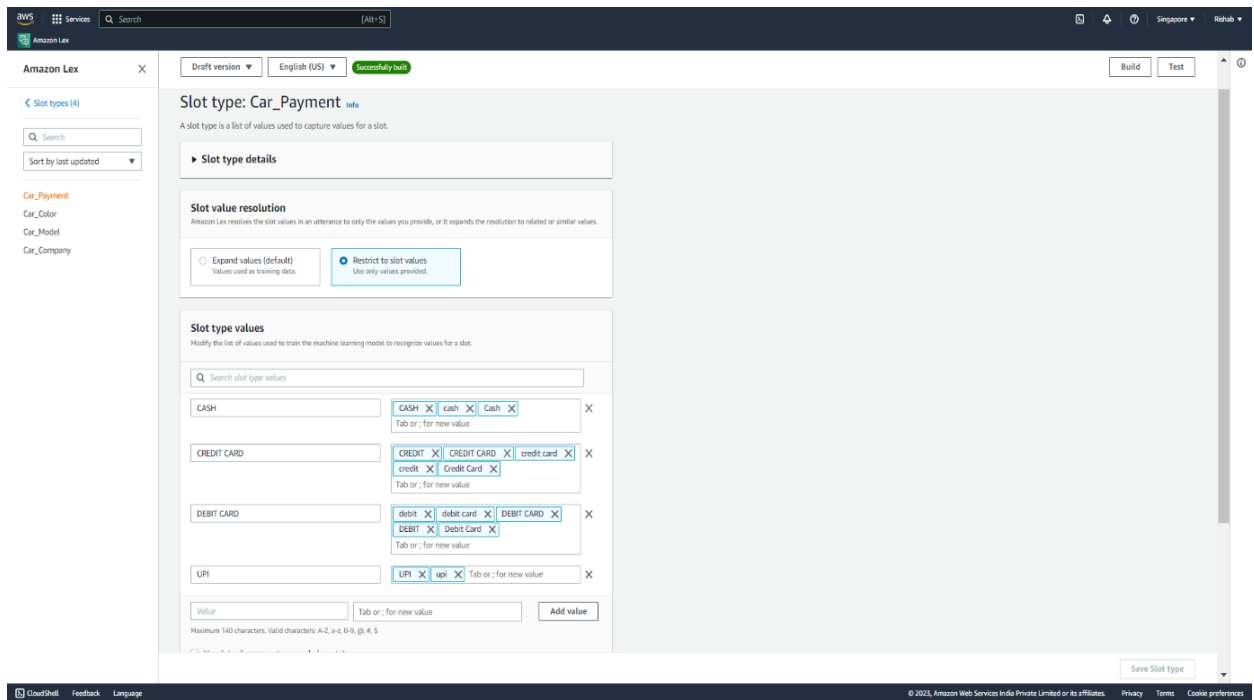 aws Services Search [Alt+S] Singapore ▼ Rishab ▼
Amazon Lex
Amazon Lex
Slot types (4)
Search
Sort by last updated
Car_Payment
Car_Color
Car_Model
Car_Company
Draft version ▼ English (US) ▼ Successfully built Build Test
Slot type: Car_Payment Info
A slot type is a list of values used to capture values for a slot.
Slot type details
Slot value resolution
Amazon Lex resolves the slot values in an utterance to only the values you provide, or it expands the resolution to related or similar values.
Expand values (default)
Values used as training data.
Restrict to slot values
Use only values provided.
Slot type values
Modify the list of values used to train the machine learning model to recognize values for a slot.
Search slot type values
CASH CASH cash Cash
Tab or ; for new value
CREDIT CARD CREDIT CREDIT CARD credit card
credit Credit Card
Tab or ; for new value
DEBIT CARD debit debit card DEBIT CARD
DEBIT Debit Card
Tab or ; for new value
UPI UPI upi Tab or ; for new value
Value Tab or ; for new value Add value
Maximum 140 characters. Valid characters: A-Z, a-z, 0-9, @, #, $
Save Slot type
CloudShell Feedback Language © 2023, Amazon Web Services India Private Limited or its affiliates. Privacy Terms Cookie preferences